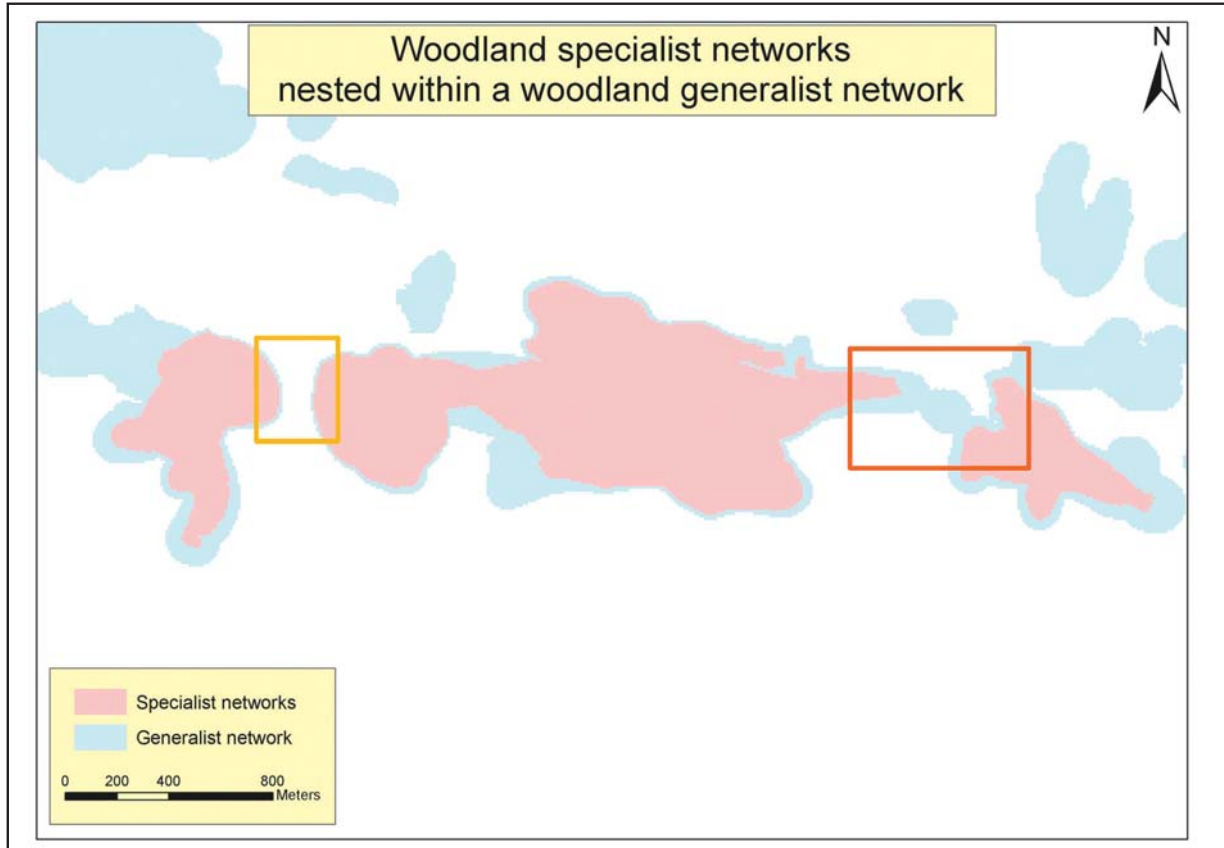 Woodland specialist networks
nested within a woodland generalist network
N
Specialist networks
Generalist network
0 200 400 800
Meters